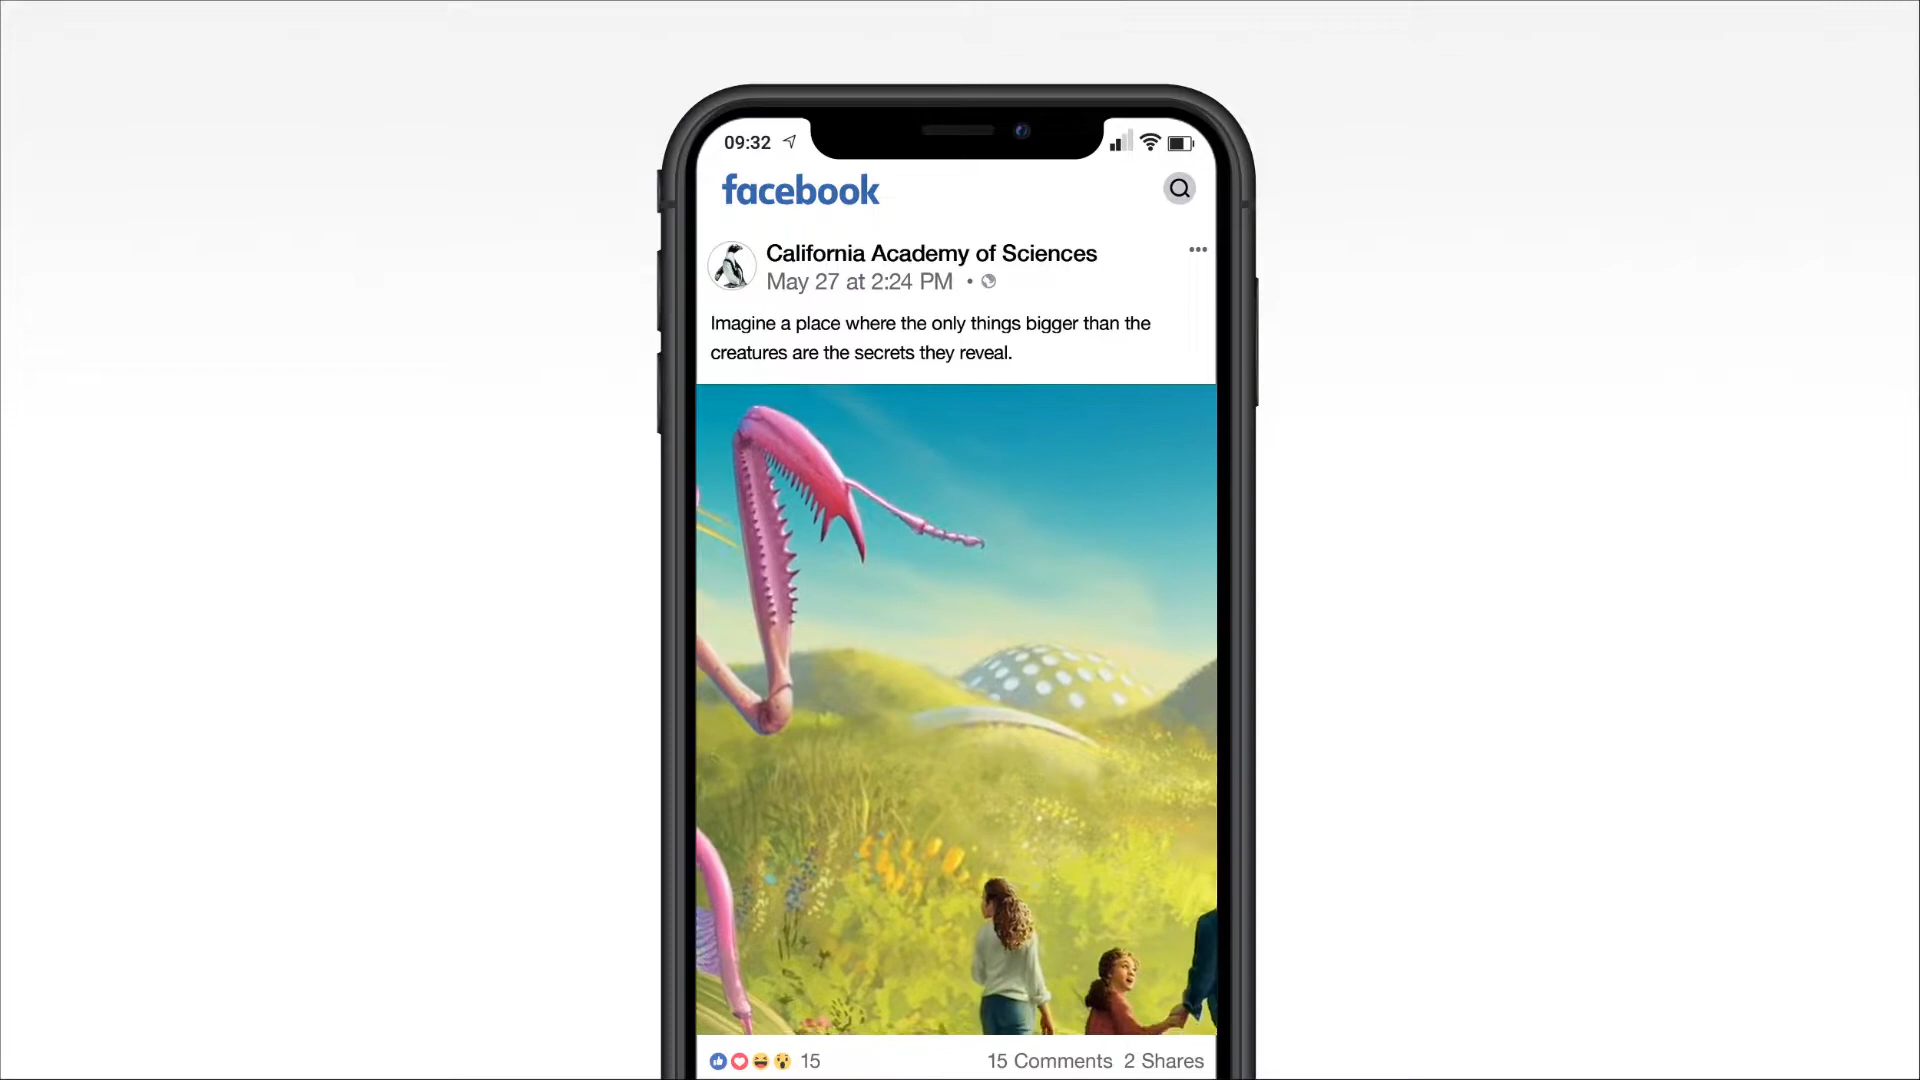 09:32
facebook
California Academy of Sciences
May 27 at 2:24 PM •
Imagine a place where the only things bigger than the
creatures are the secrets they reveal.
15
15 Comments 2 Shares